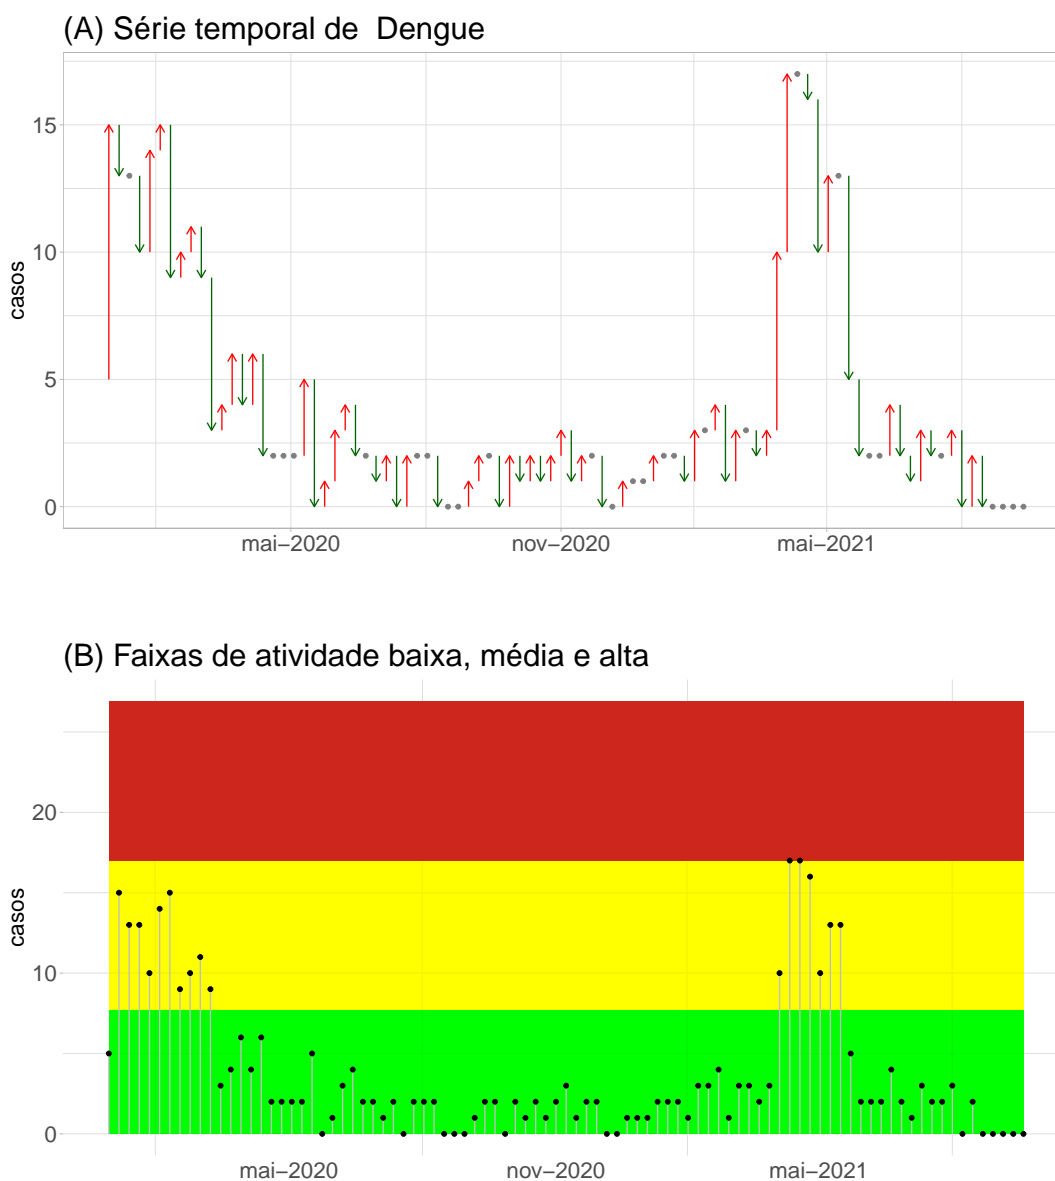 (A) Série temporal de  Dengue
casos
15
10
5
0
mai−2020
nov−2020
mai−2021
(B) Faixas de atividade baixa, média e alta
casos
20
10
0
mai−2020
nov−2020
mai−2021